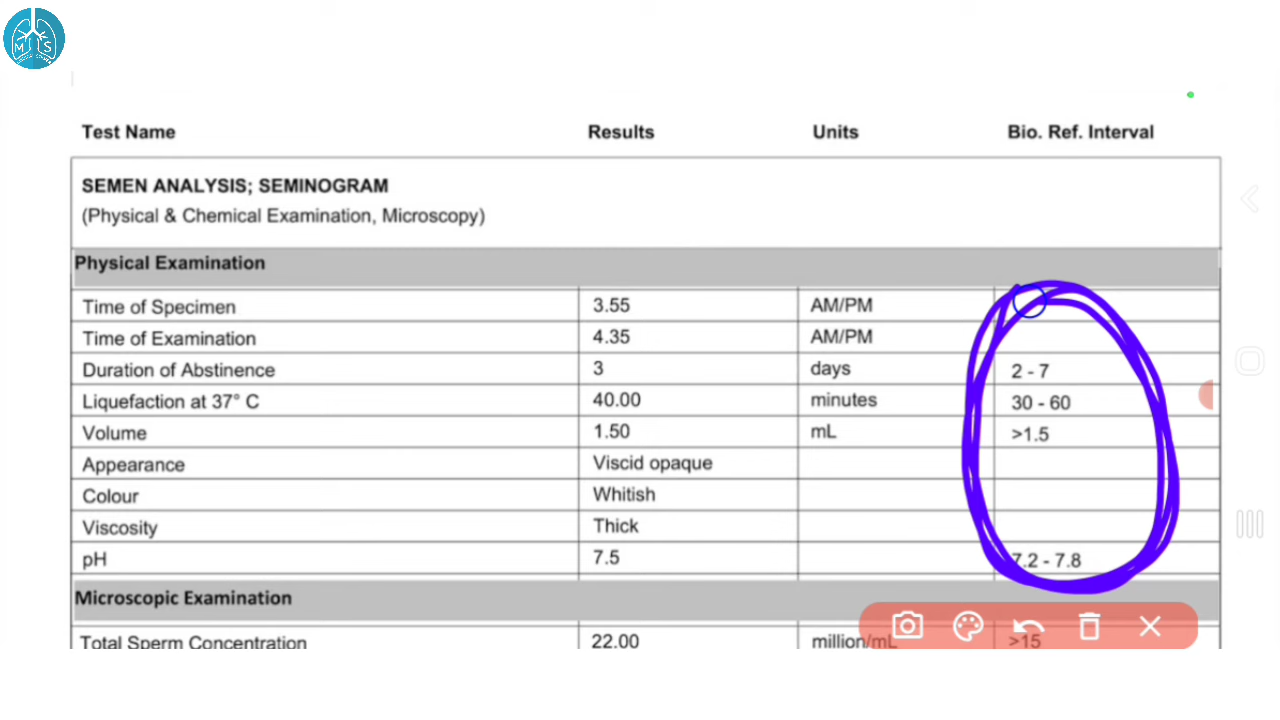 M S
Test Name Results Units Bio. Ref. Interval
SEMEN ANALYSIS; SEMINOGRAM
(Physical & Chemical Examination, Microscopy)
Physical Examination
Time of Specimen 3.55 AM/PM
Time of Examination 4.35 AM/PM
Duration of Abstinence 3 days 2 - 7
Liquefaction at 37° C 40.00 minutes 30 - 60
Volume 1.50 mL >1.5
Appearance Viscid opaque
Colour Whitish
Viscosity Thick
pH 7.5 7.2 - 7.8
Microscopic Examination
Total Sperm Concentration 22.00 million/mL >15